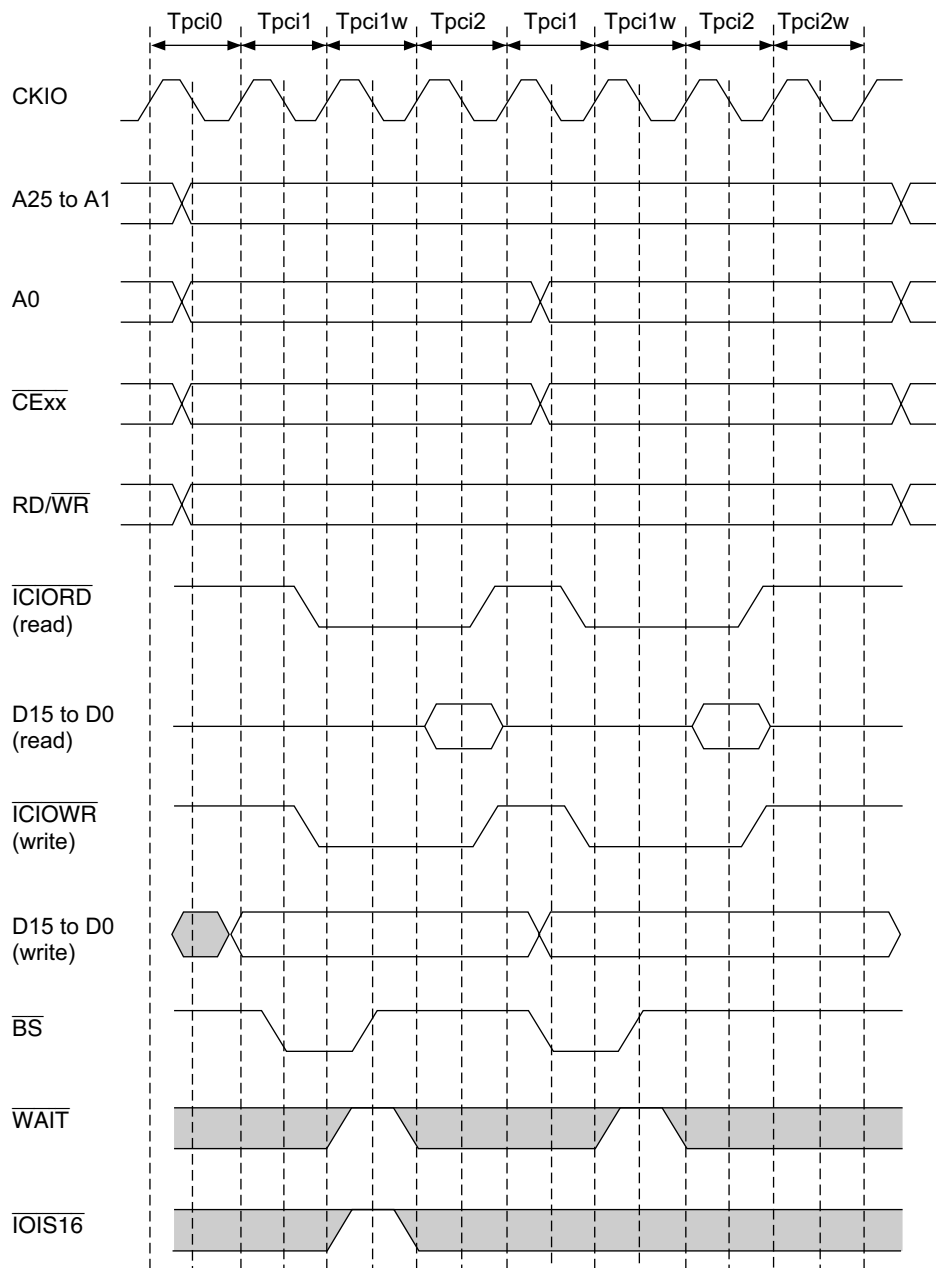 Tpci0 Tpci1 Tpci1w Tpci2 Tpci1 Tpci1w Tpci2 Tpci2w
CKIO
A25 to A1
A0
CExx
RD/WR
ICIORD
(read)
D15 to D0
(read)
ICIOWR
(write)
D15 to D0
(write)
BS
WAIT
IOIS16